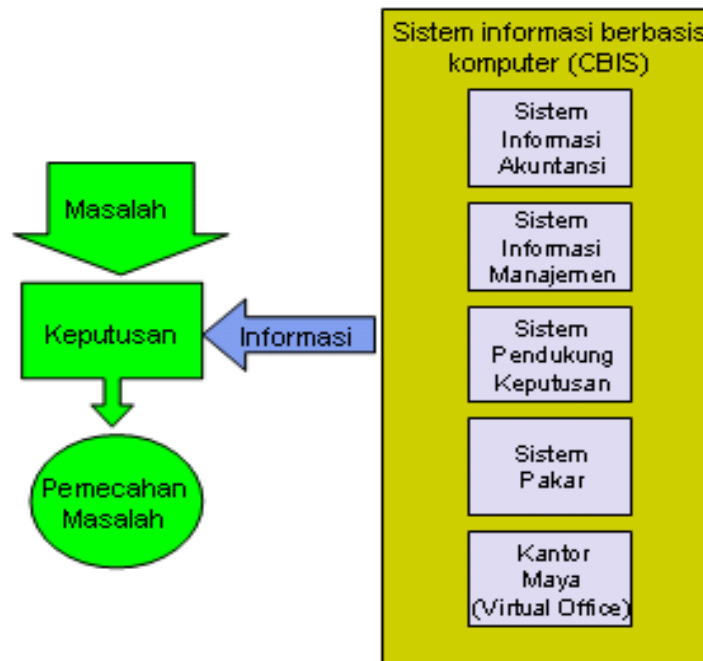 Sistem informasi berbasis
komputer (CBIS)
Sistem
Informasi
Akuntansi
Sistem
Informasi
Manajemen
Sistem
Pendukung
Keputusan
Sistem
Pakar
Kantor
Maya
(Virtual Office)
Masalah
Keputusan
Informasi
Pemecahan
Masalah